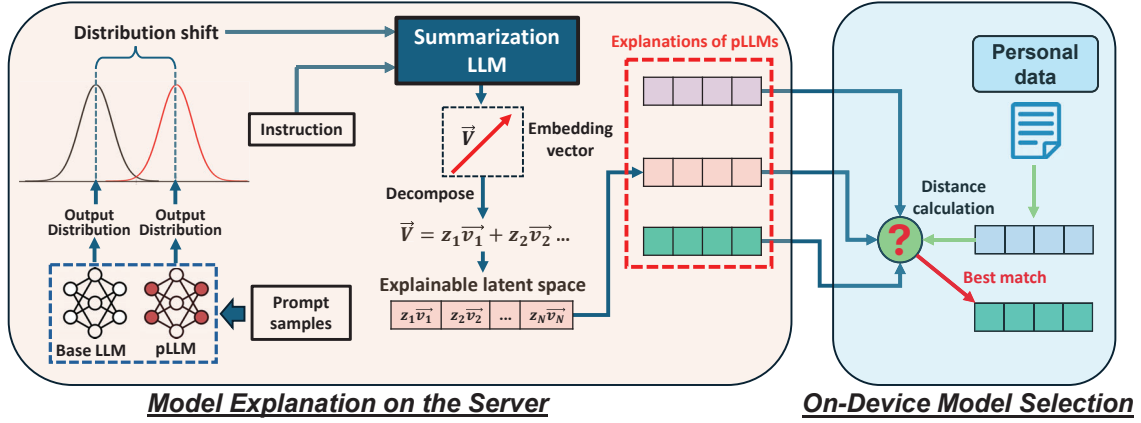 Distribution shift
Summarization
LLM
Explanations of pLLMs
Personal
data
Instruction
V⃗
Embedding
vector
Decompose
Output
Distribution
Output
Distribution
V⃗ = z₁v₁⃗ + z₂v₂⃗ ...
Distance
calculation
?
Explainable latent space
Best match
z₁v₁⃗ z₂v₂⃗ ... z_Nv_N⃗
Prompt
samples
Base LLM
pLLM
Model Explanation on the Server
On-Device Model Selection